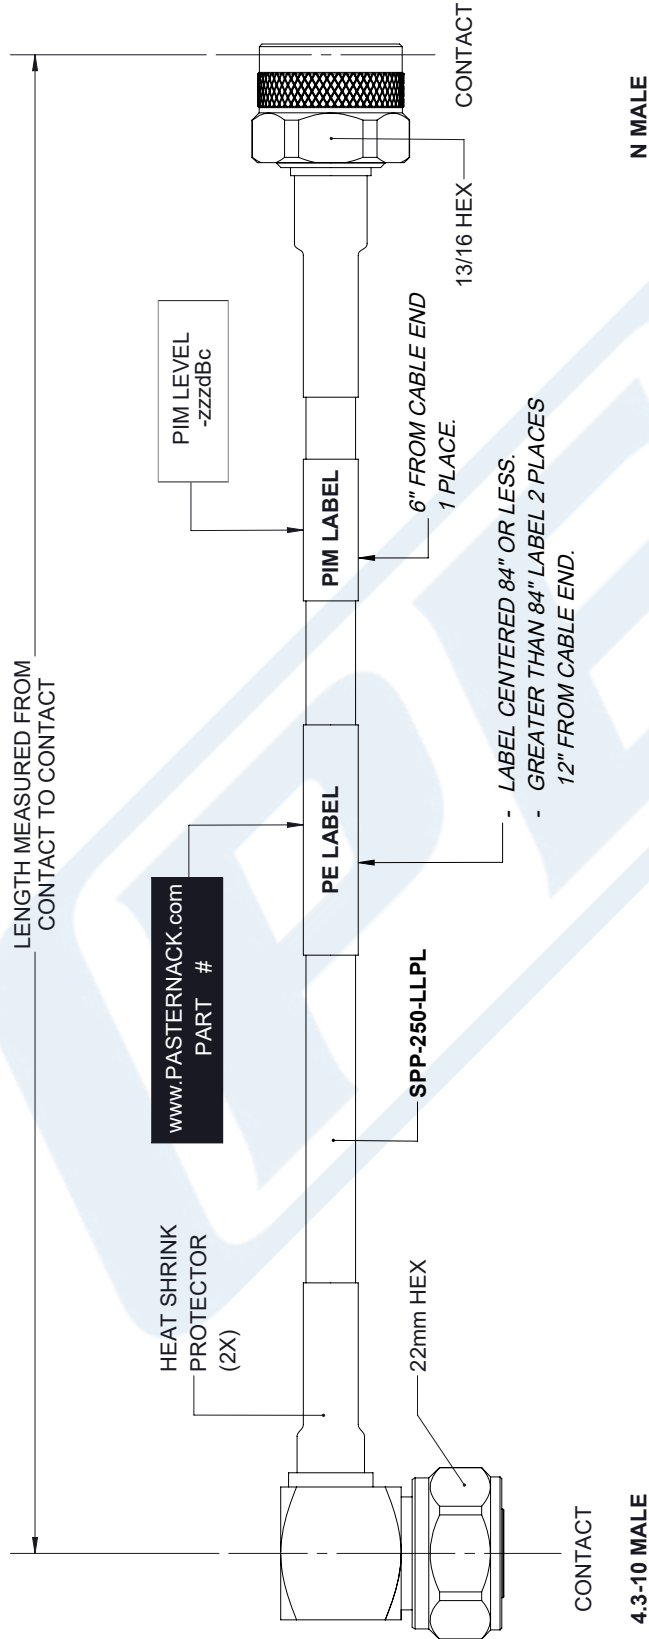 LENGTH MEASURED FROM
CONTACT TO CONTACT
HEAT SHRINK
PROTECTOR
(2X)
www.PASTERNACK.com
PART #
PIM LEVEL
-zzzdBc
PE LABEL
PIM LABEL
22mm HEX
SPP-250-LLPL
6" FROM CABLE END
1 PLACE.
13/16 HEX
CONTACT
- LABEL CENTERED 84" OR LESS.
- GREATER THAN 84" LABEL 2 PLACES
12" FROM CABLE END.
CONTACT
4.3-10 MALE
N MALE